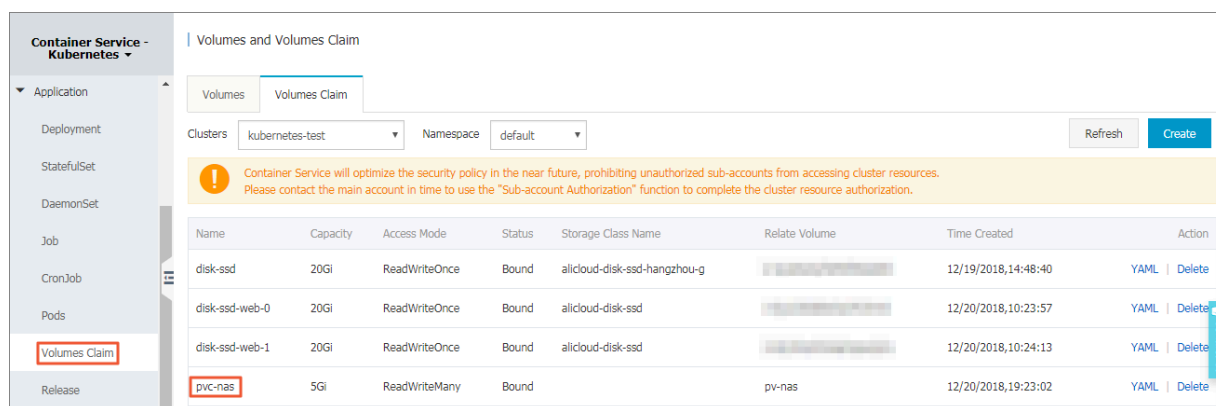 Container Service -
Kubernetes
Application
Deployment
StatefulSet
DaemonSet
Job
CronJob
Pods
Volumes Claim
Release
Volumes and Volumes Claim
Volumes Volumes Claim
Clusters kubernetes-test Namespace default Refresh Create
Container Service will optimize the security policy in the near future, prohibiting unauthorized sub-accounts from accessing cluster resources.
Please contact the main account in time to use the "Sub-account Authorization" function to complete the cluster resource authorization.
Name Capacity Access Mode Status Storage Class Name Relate Volume Time Created Action
disk-ssd 20Gi ReadWriteOnce Bound alicloud-disk-ssd-hangzhou-g 12/19/2018,14:48:40 YAML | Delete
disk-ssd-web-0 20Gi ReadWriteOnce Bound alicloud-disk-ssd 12/20/2018,10:23:57 YAML | Delete
disk-ssd-web-1 20Gi ReadWriteOnce Bound alicloud-disk-ssd 12/20/2018,10:24:13 YAML | Delete
pvc-nas 5Gi ReadWriteMany Bound pv-nas 12/20/2018,19:23:02 YAML | Delete